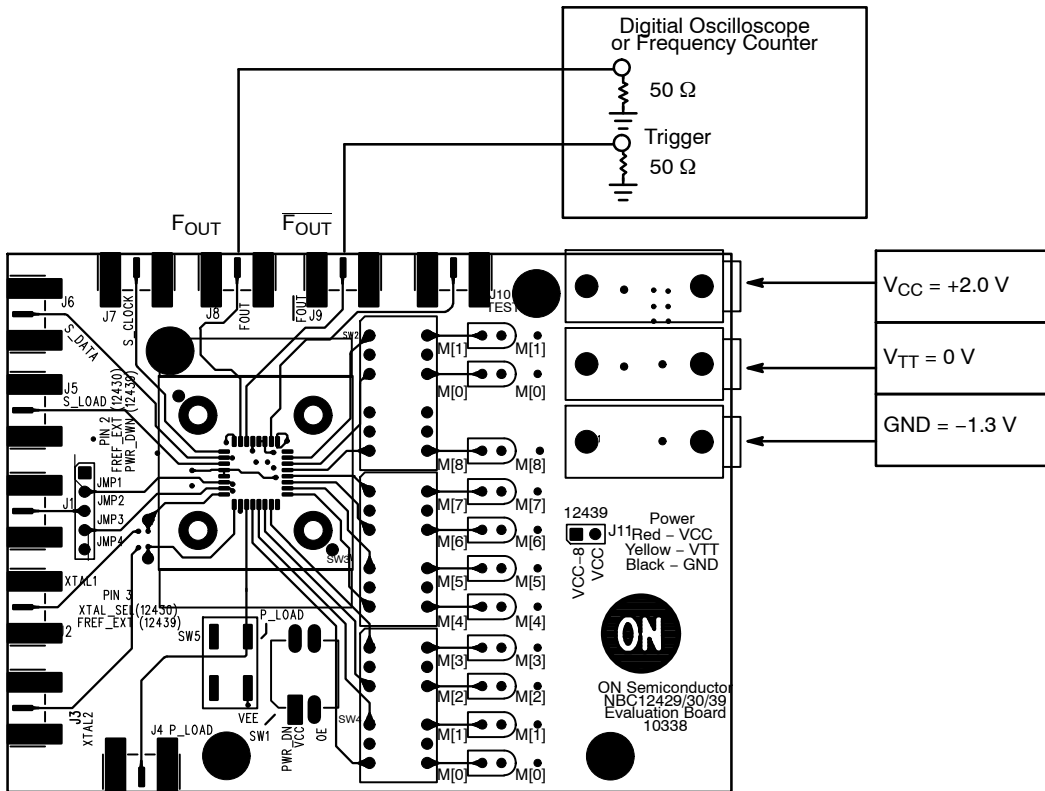 Digitial Oscilloscope
or Frequency Counter
50 Ω
Trigger
50 Ω
FOUT
FOUT
VCC = +2.0 V
VTT = 0 V
GND = −1.3 V
J6
J7
S_CLOCK
J8
FOUT
FOUT
J9
J10
TEST
S_DATA
J5
S_LOAD
PIN 2
FREF_EXT (12430)
PWR_DWN (12439)
SW2
M[1]
M[1]
M[0]
M[0]
M[8]
M[8]
M[7]
M[7]
M[6]
M[6]
M[5]
M[5]
M[4]
M[4]
M[3]
M[3]
M[2]
M[2]
M[1]
M[1]
M[0]
M[0]
J1
JMP1
JMP2
JMP3
JMP4
SW3
12439
J11
VCC-8
VCC
Power
Red – VCC
Yellow – VTT
Black – GND
XTAL1
PIN 3
XTAL_SEL(12430)
FREF_EXT (12439)
2
SW5
P_LOAD
VEE
SW1
PWR_DN
VCC
OE
SW4
J3
XTAL2
J4 P_LOAD
ON
ON Semiconductor
NBC12429/30/39
Evaluation Board
10338